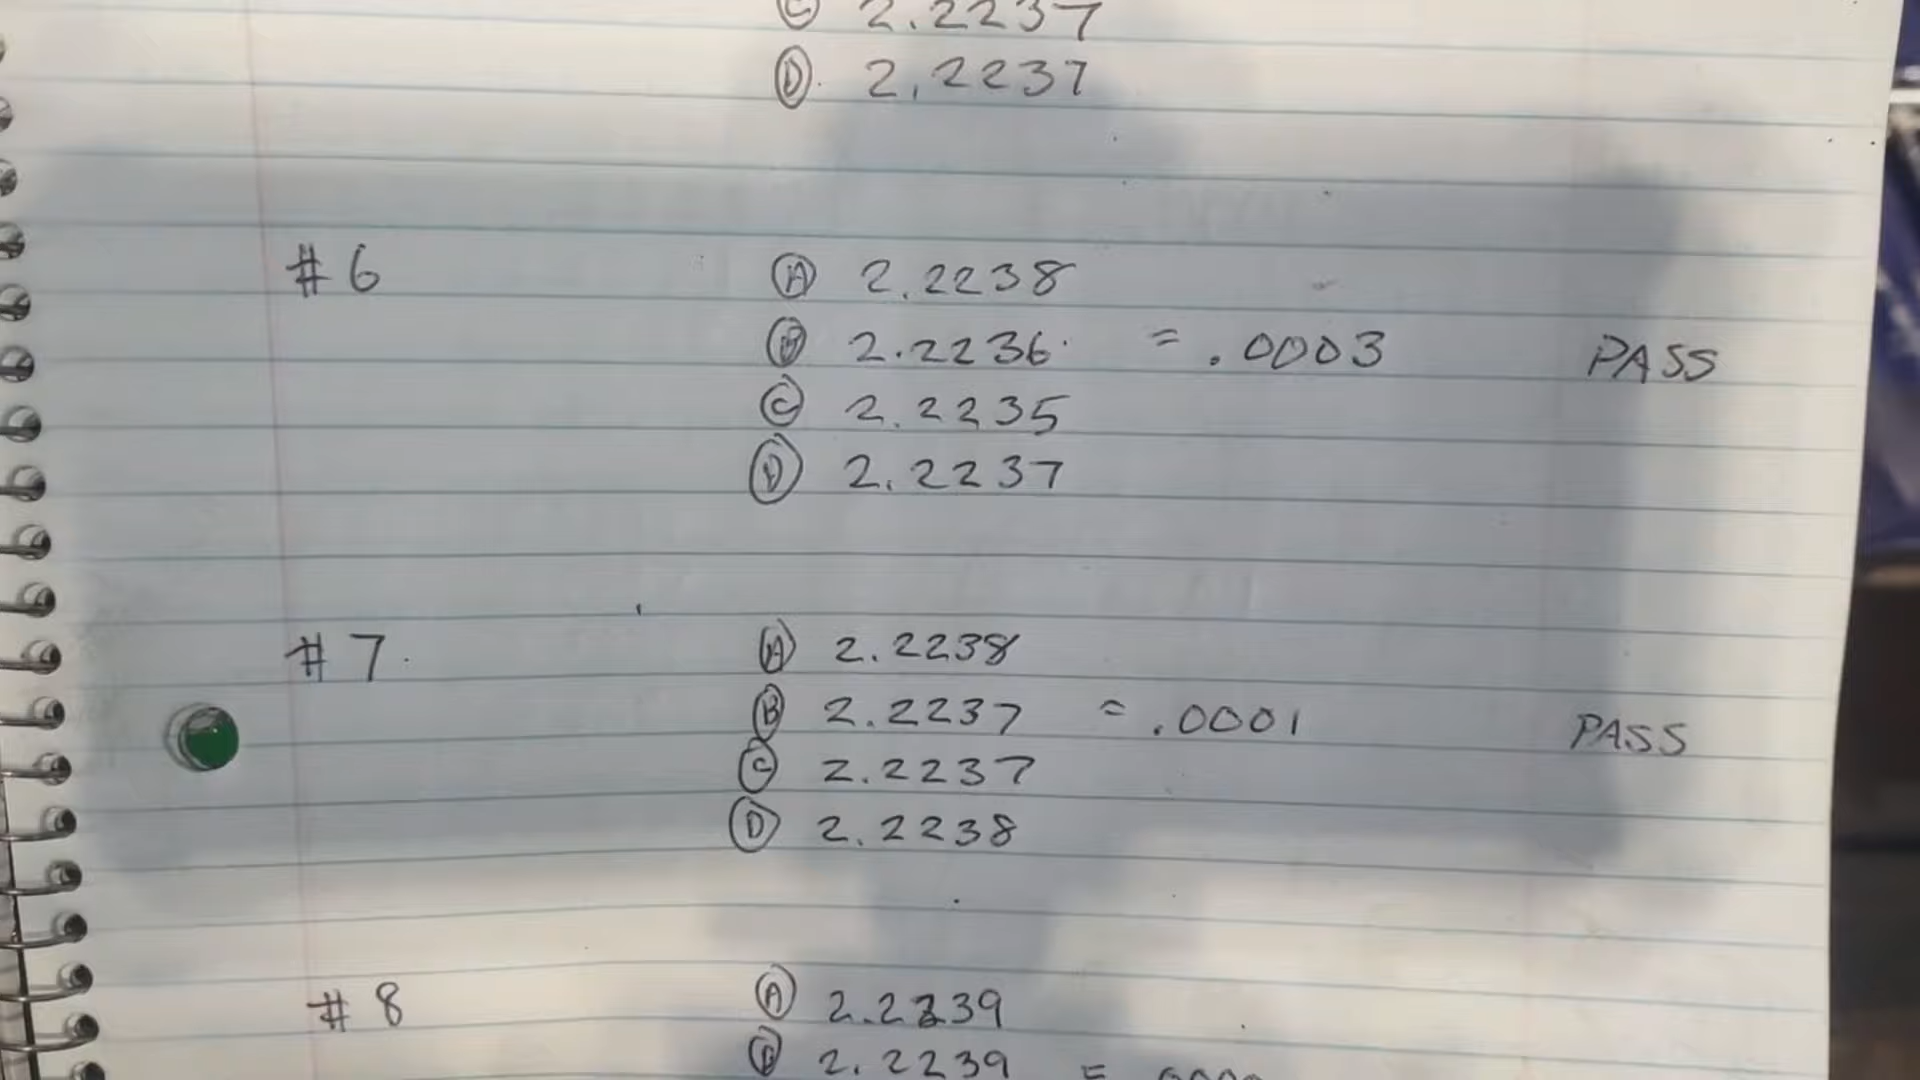 Ⓒ 2.2237
Ⓓ 2.2237
#6 Ⓐ 2.2238
Ⓑ 2.2236 = .0003 PASS
Ⓒ 2.2235
Ⓓ 2.2237
#7 Ⓐ 2.2238
Ⓑ 2.2237 = .0001 PASS
Ⓒ 2.2237
Ⓓ 2.2238
#8 Ⓐ 2.2239
Ⓑ 2.2239 =